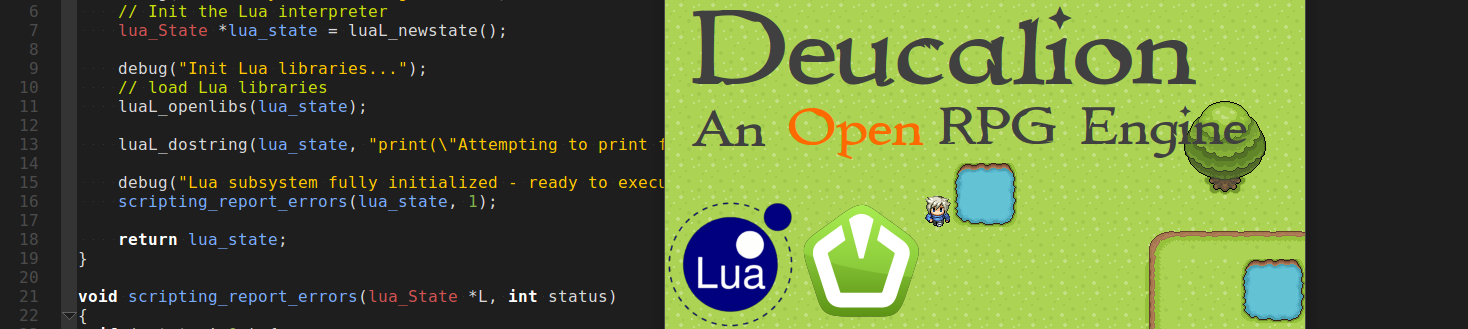 6 // Init the Lua interpreter
7 lua_State *lua_state = luaL_newstate();
8
9 debug("Init Lua libraries...");
10 // load Lua libraries
11 luaL_openlibs(lua_state);
12
13 luaL_dostring(lua_state, "print(\"Attempting to print f
14
15 debug("Lua subsystem fully initialized - ready to execu
16 scripting_report_errors(lua_state, 1);
17
18 return lua_state;
19 }
20
21 void scripting_report_errors(lua_State *L, int status)
22 {
Deucalion
An Open RPG Engine
Lua